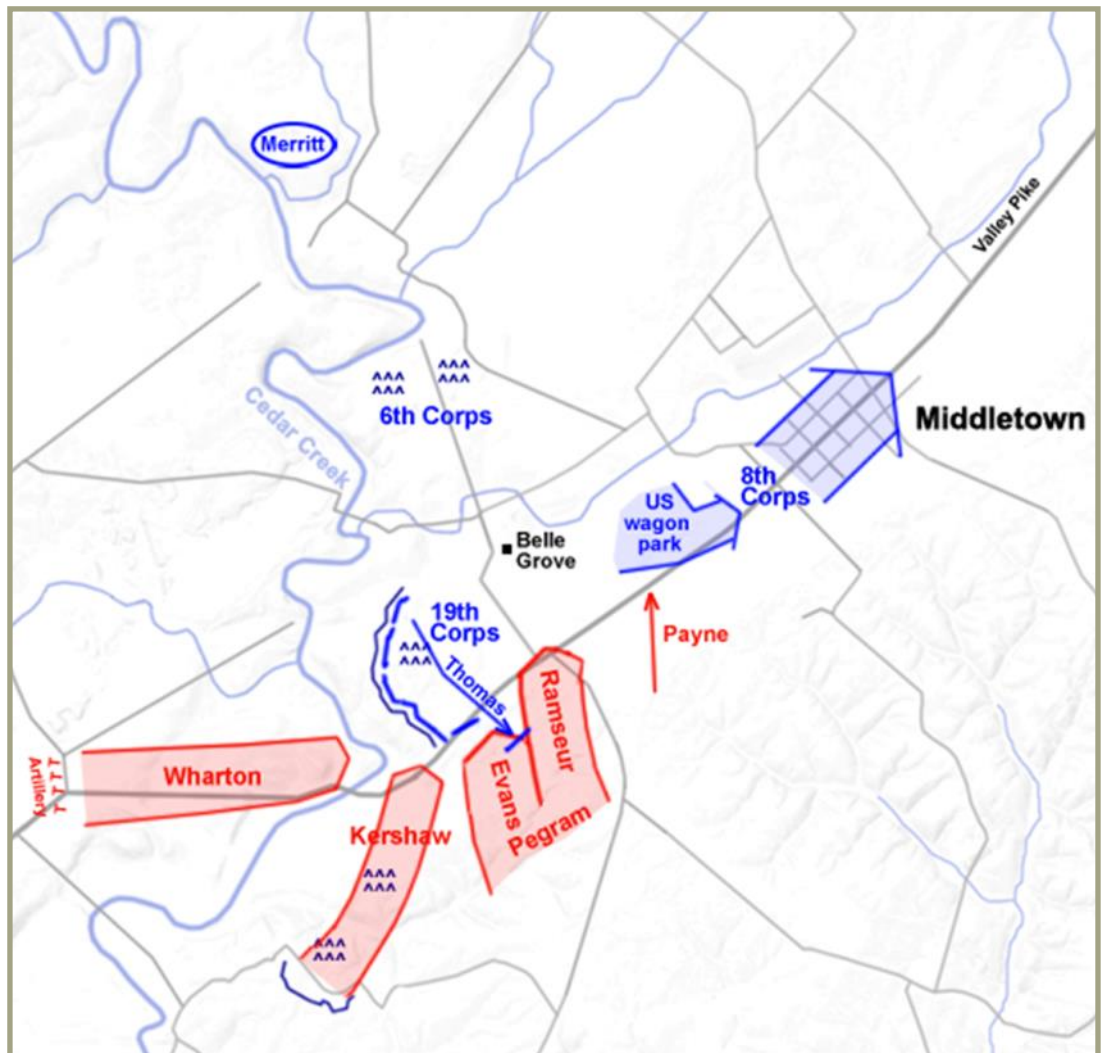 Merritt
Valley Pike
6th Corps
Cedar Creek
Middletown
8th
Corps
US
wagon
park
Belle
Grove
19th
Corps
Thomas
Payne
Ramseur
Wharton
Artillery
Evans
Pegram
Kershaw